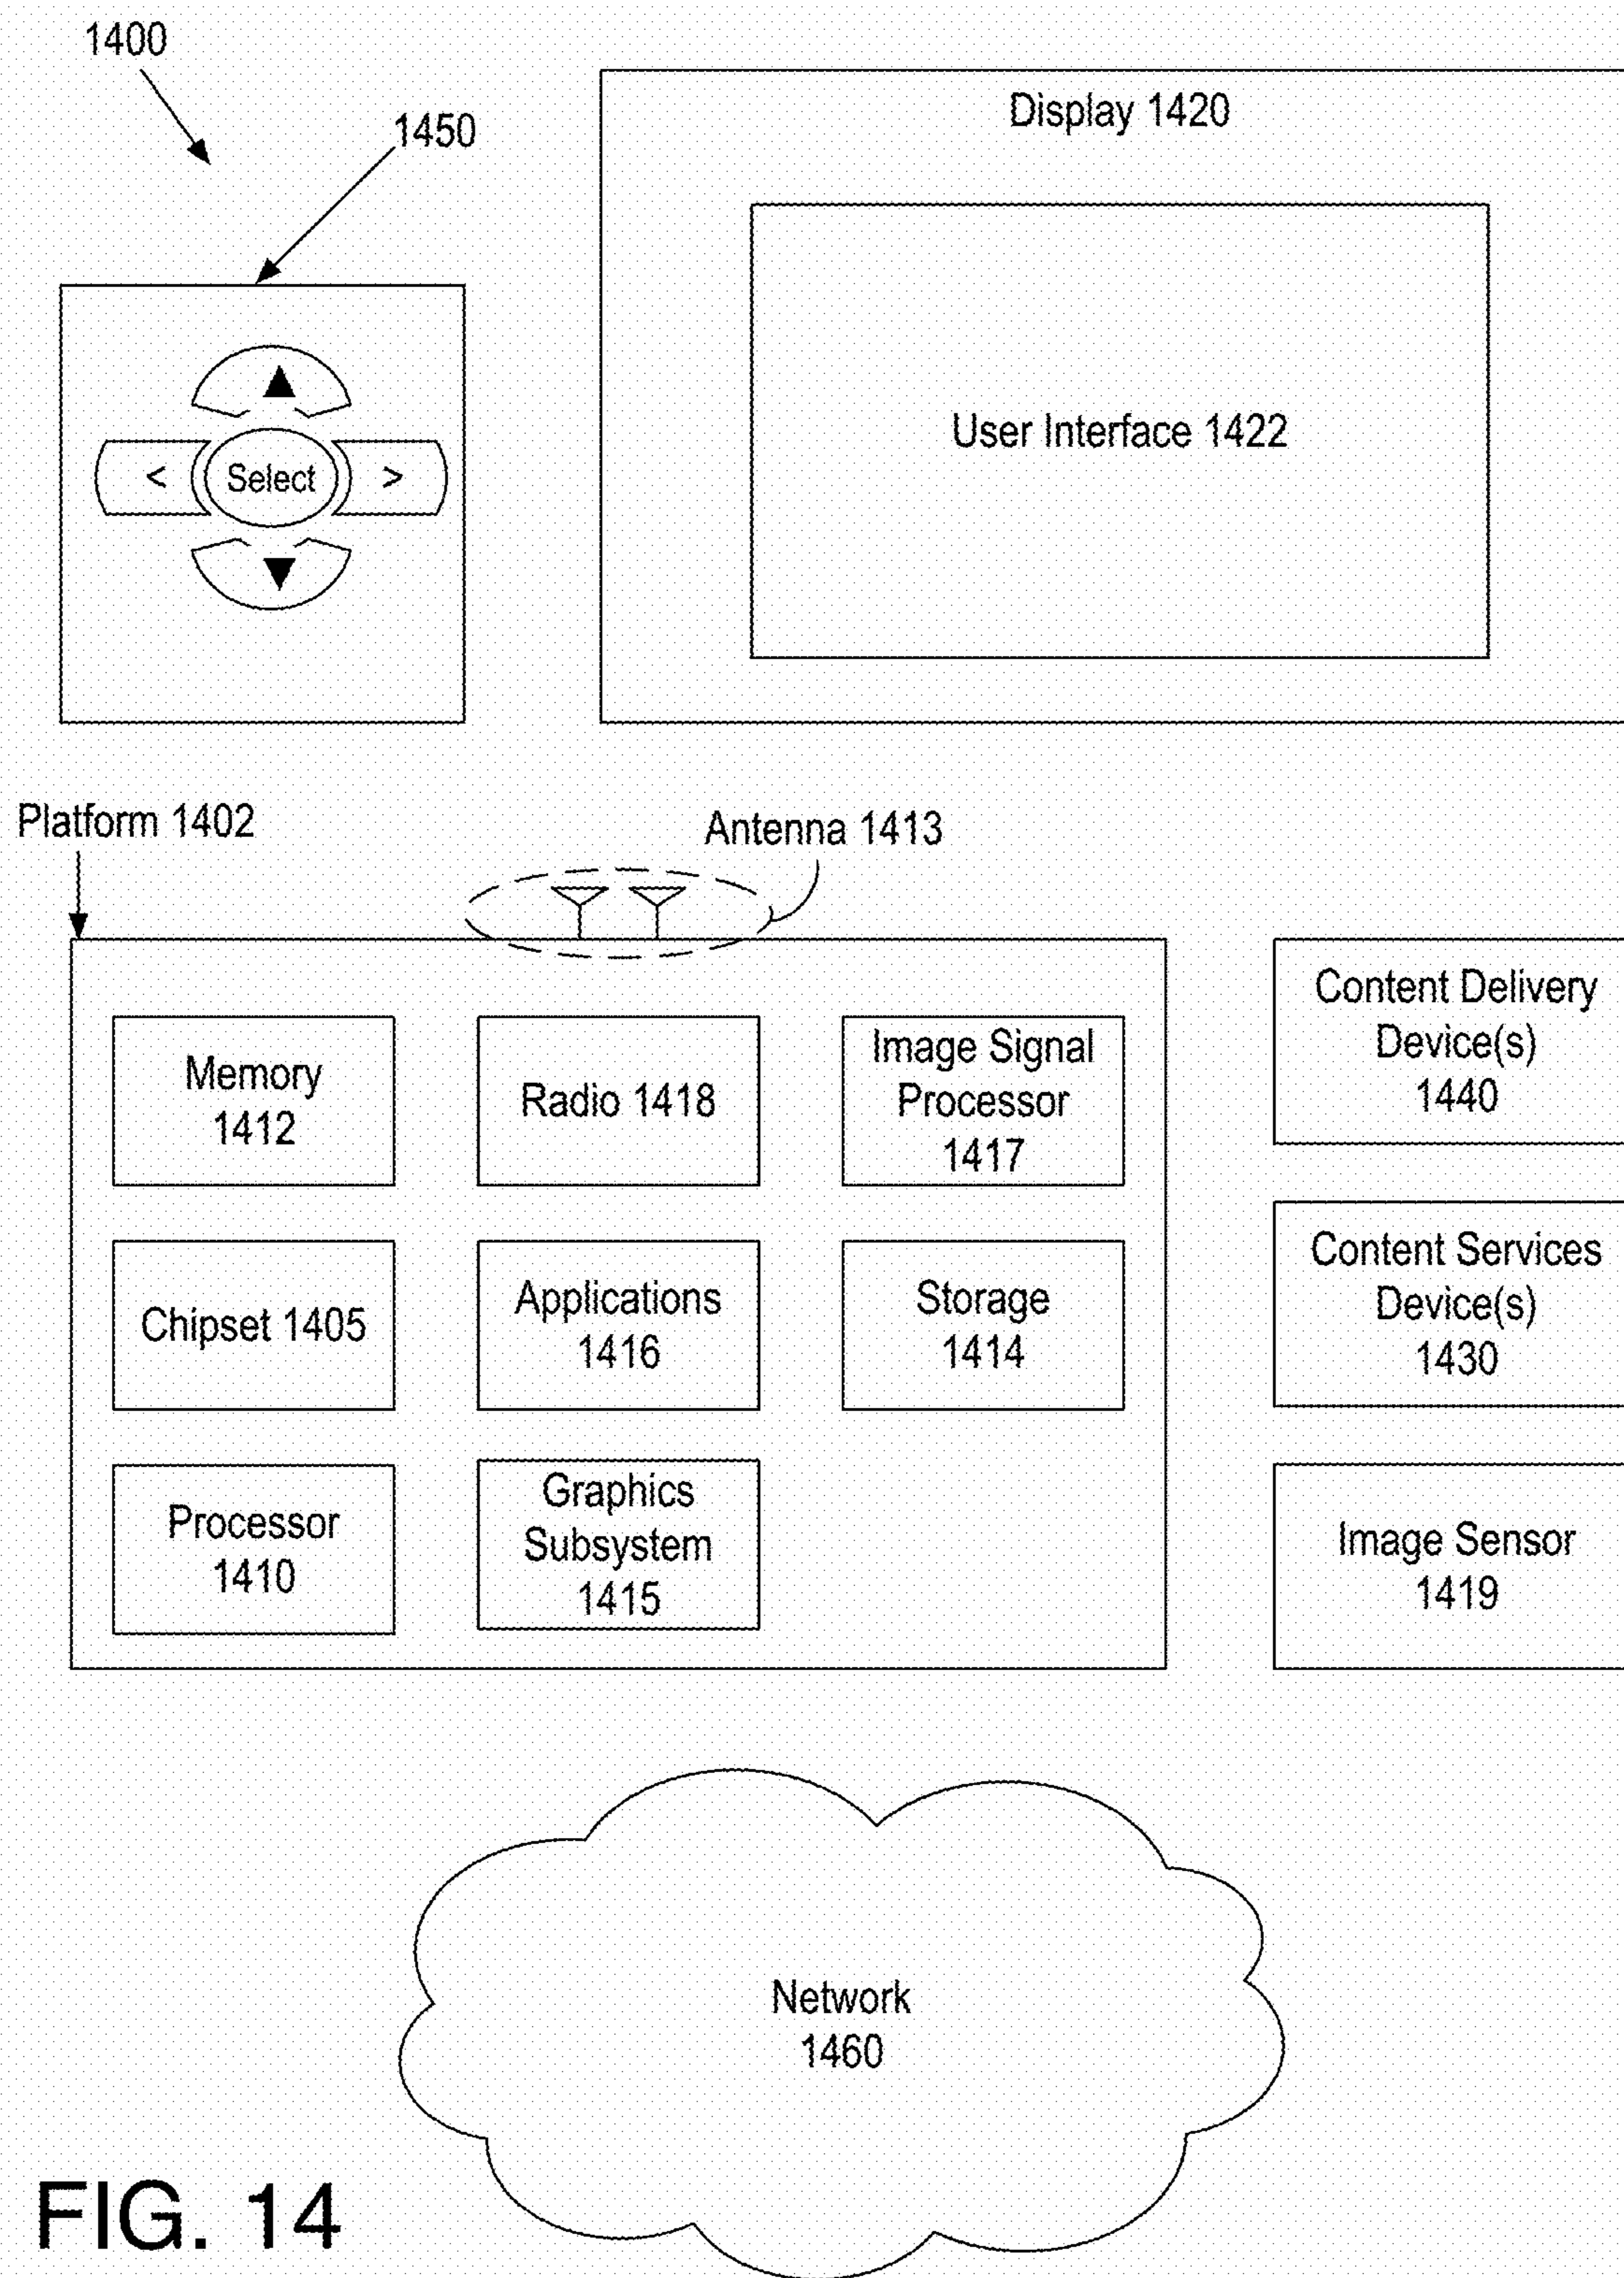 1400
1450
Display 1420
User Interface 1422
<
Select
>
Platform 1402
Antenna 1413
Memory
1412
Radio 1418
Image Signal
Processor
1417
Content Delivery
Device(s)
1440
Chipset 1405
Applications
1416
Storage
1414
Content Services
Device(s)
1430
Processor
1410
Graphics
Subsystem
1415
Image Sensor
1419
Network
1460
FIG. 14